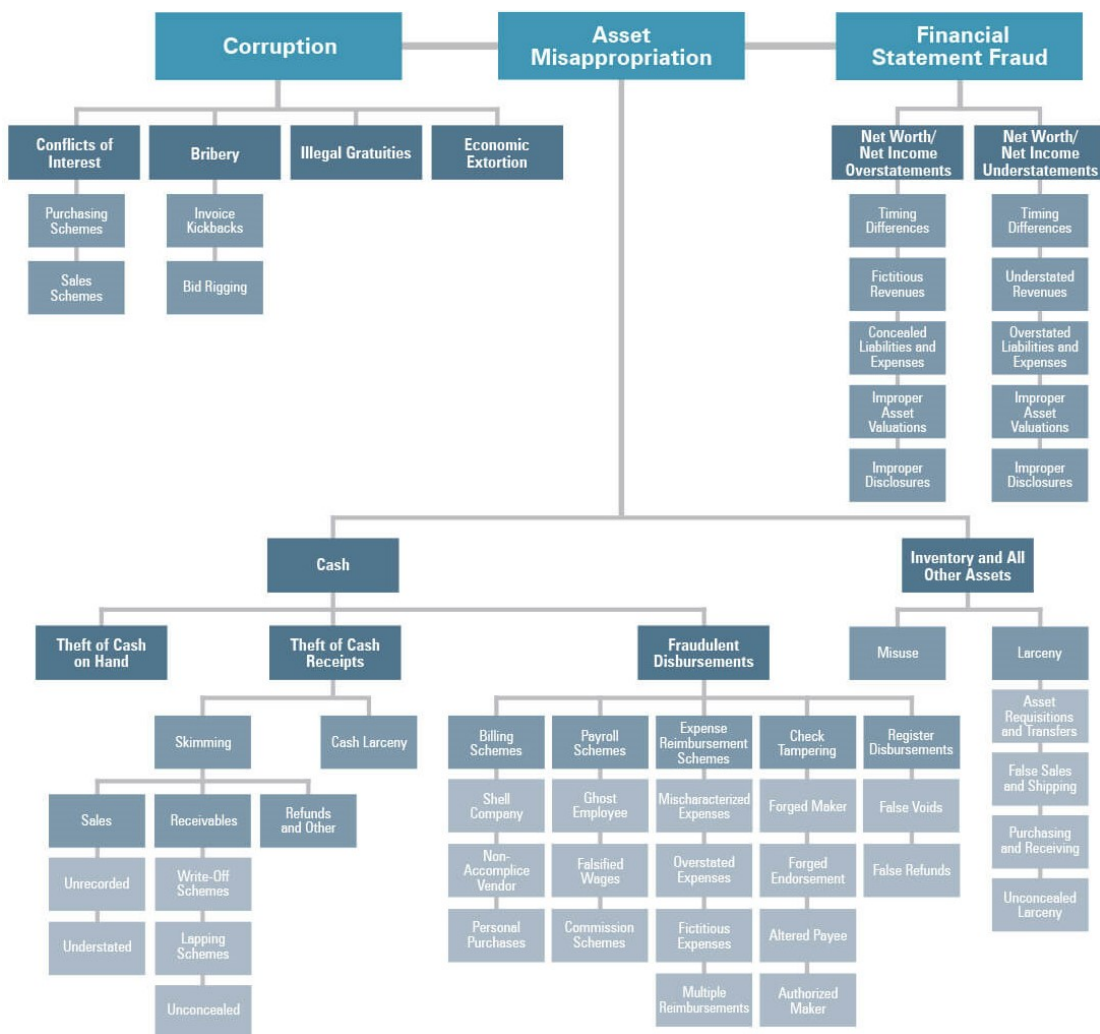 Corruption
Asset
Misappropriation
Financial
Statement Fraud
Conflicts of
Interest
Bribery
Illegal Gratuities
Economic
Extortion
Net Worth/
Net Income
Overstatements
Net Worth/
Net Income
Understatements
Purchasing
Schemes
Sales
Schemes
Invoice
Kickbacks
Bid Rigging
Timing
Differences
Fictitious
Revenues
Concealed
Liabilities and
Expenses
Improper
Asset
Valuations
Improper
Disclosures
Timing
Differences
Understated
Revenues
Overstated
Liabilities and
Expenses
Improper
Asset
Valuations
Improper
Disclosures
Cash
Inventory and All
Other Assets
Theft of Cash
on Hand
Theft of Cash
Receipts
Fraudulent
Disbursements
Misuse
Larceny
Asset
Requisitions
and Transfers
False Sales
and Shipping
Purchasing
and Receiving
Unconcealed
Larceny
Skimming
Cash Larceny
Sales
Unrecorded
Understated
Receivables
Write-Off
Schemes
Lapping
Schemes
Unconcealed
Refunds
and Other
Billing
Schemes
Shell
Company
Non-
Accomplice
Vendor
Personal
Purchases
Payroll
Schemes
Ghost
Employee
Falsified
Wages
Commission
Schemes
Expense
Reimbursement
Schemes
Mischaracterized
Expenses
Overstated
Expenses
Fictitious
Expenses
Multiple
Reimbursements
Check
Tampering
Forged Maker
Forged
Endorsement
Altered Payee
Authorized
Maker
Register
Disbursements
False Voids
False Refunds